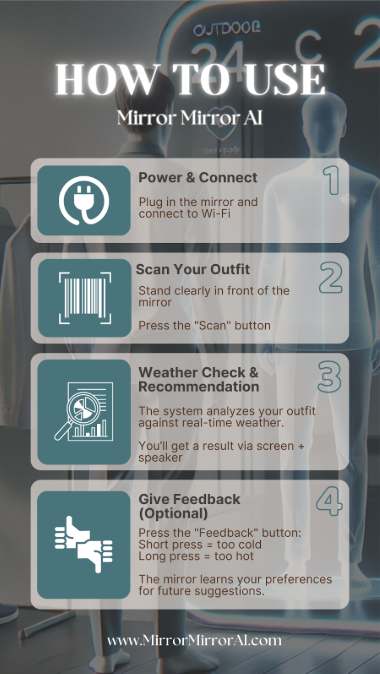 OUTDOOR
24 C 2
HOW TO USE
Mirror Mirror AI
1
Power & Connect
Plug in the mirror and
connect to Wi-Fi
2
Scan Your Outfit
Stand clearly in front of the
mirror
Press the "Scan" button
3
Weather Check &
Recommendation
The system analyzes your outfit
against real-time weather.
You'll get a result via screen +
speaker
4
Give Feedback
(Optional)
Press the "Feedback" button:
Short press = too cold
Long press = too hot
The mirror learns your preferences
for future suggestions.
www.MirrorMirrorAI.com